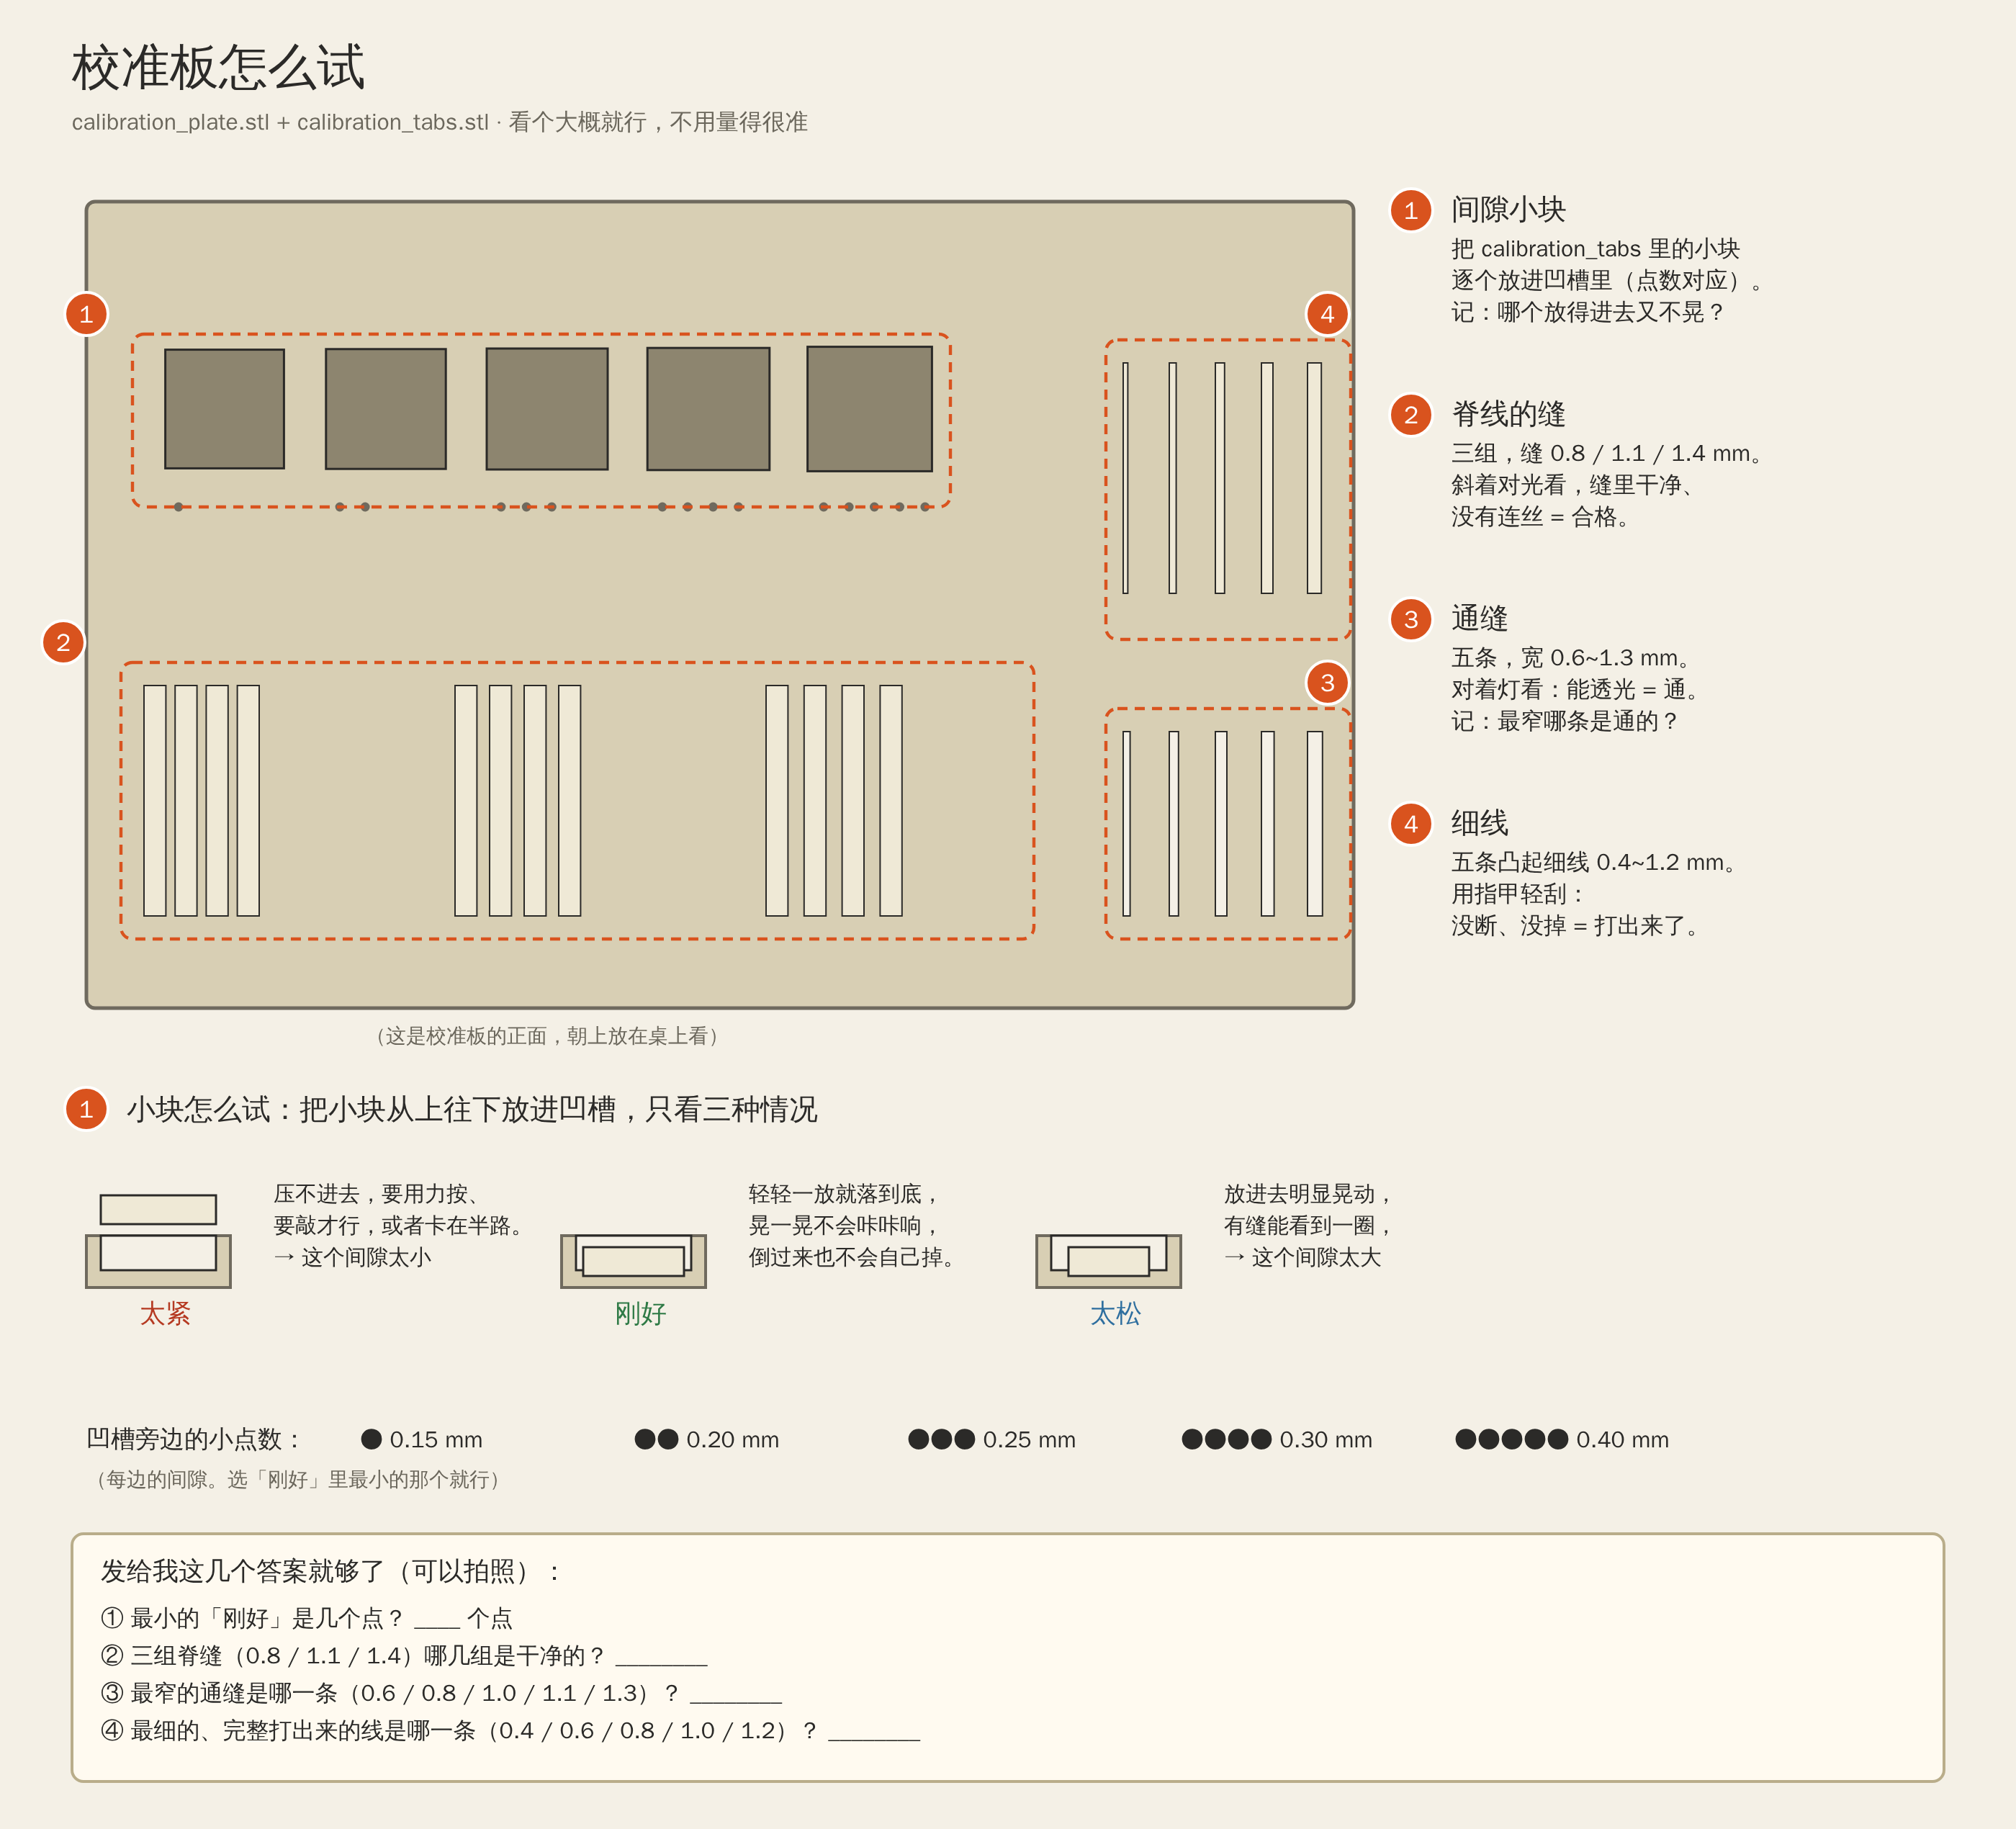 校准板怎么试
calibration_plate.stl + calibration_tabs.stl · 看个大概就行，不用量得很准
1
4
2
3
1 间隙小块
把 calibration_tabs 里的小块
逐个放进凹槽里（点数对应）。
记：哪个放得进去又不晃？
2 脊线的缝
三组，缝 0.8 / 1.1 / 1.4 mm。
斜着对光看，缝里干净、
没有连丝 = 合格。
3 通缝
五条，宽 0.6~1.3 mm。
对着灯看：能透光 = 通。
记：最窄哪条是通的？
4 细线
五条凸起细线 0.4~1.2 mm。
用指甲轻刮：
没断、没掉 = 打出来了。
（这是校准板的正面，朝上放在桌上看）
1 小块怎么试：把小块从上往下放进凹槽，只看三种情况
压不进去，要用力按、
要敲才行，或者卡在半路。
→ 这个间隙太小
太紧
轻轻一放就落到底，
晃一晃不会咔咔响，
倒过来也不会自己掉。
刚好
放进去明显晃动，
有缝能看到一圈，
→ 这个间隙太大
太松
凹槽旁边的小点数： ● 0.15 mm ●● 0.20 mm ●●● 0.25 mm ●●●● 0.30 mm ●●●●● 0.40 mm
（每边的间隙。选「刚好」里最小的那个就行）
发给我这几个答案就够了（可以拍照）：
① 最小的「刚好」是几个点？ ____ 个点
② 三组脊缝（0.8 / 1.1 / 1.4）哪几组是干净的？ ________
③ 最窄的通缝是哪一条（0.6 / 0.8 / 1.0 / 1.1 / 1.3）？ ________
④ 最细的、完整打出来的线是哪一条（0.4 / 0.6 / 0.8 / 1.0 / 1.2）？ ________